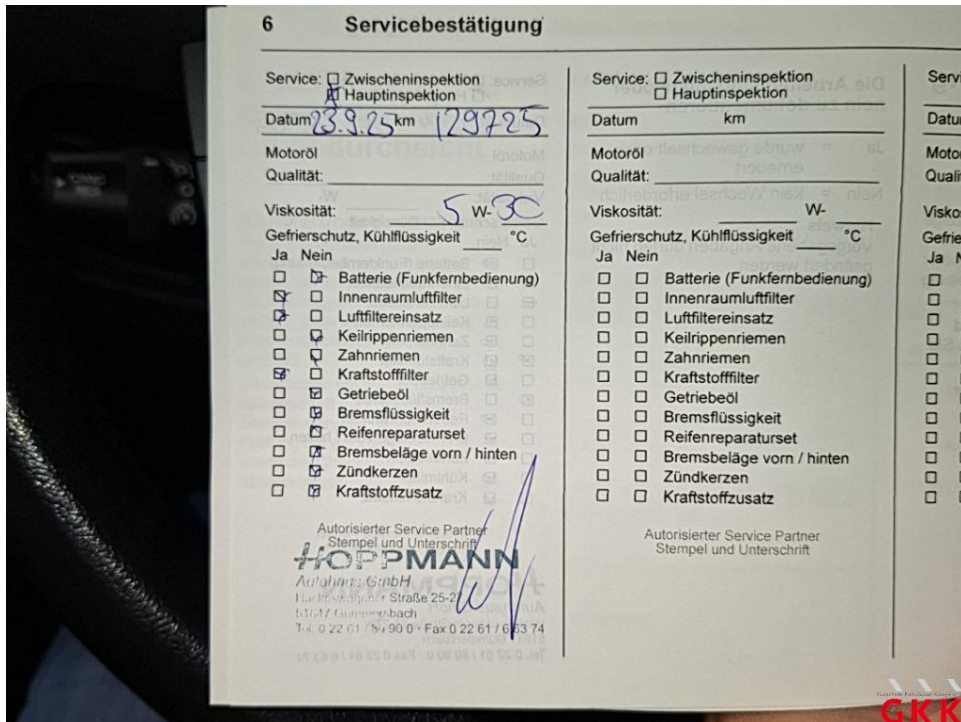 6 Servicebestätigung
Service: ☐ Zwischeninspektion
☒ Hauptinspektion
Datum 23.9.25 km 129725
Motoröl
Qualität:
Viskosität: 5 W-30
Gefrierschutz, Kühlflüssigkeit °C
Ja Nein
☐ ☒ Batterie (Funkfernbedienung)
☒ ☐ Innenraumluftfilter
☒ ☐ Luftfiltereinsatz
☐ ☒ Keilrippenriemen
☐ ☒ Zahnriemen
☒ ☐ Kraftstofffilter
☐ ☒ Getriebeöl
☐ ☒ Bremsflüssigkeit
☐ ☒ Reifenreparaturset
☐ ☒ Bremsbeläge vorn / hinten
☐ ☒ Zündkerzen
☐ ☒ Kraftstoffzusatz
Autorisierter Service Partner
Stempel und Unterschrift
HOPPMANN
Autohaus GmbH
Straße 25-27
Gummersbach
Tel. 0 22 61 / 90 0 · Fax 0 22 61 / 6 63 74
Service: ☐ Zwischeninspektion
☐ Hauptinspektion
Datum km
Motoröl
Qualität:
Viskosität: W-
Gefrierschutz, Kühlflüssigkeit °C
Ja Nein
☐ ☐ Batterie (Funkfernbedienung)
☐ ☐ Innenraumluftfilter
☐ ☐ Luftfiltereinsatz
☐ ☐ Keilrippenriemen
☐ ☐ Zahnriemen
☐ ☐ Kraftstofffilter
☐ ☐ Getriebeöl
☐ ☐ Bremsflüssigkeit
☐ ☐ Reifenreparaturset
☐ ☐ Bremsbeläge vorn / hinten
☐ ☐ Zündkerzen
☐ ☐ Kraftstoffzusatz
Autorisierter Service Partner
Stempel und Unterschrift
Servi
Datu
Motor
Quali
Visko
Gefrie
Ja N
GKK